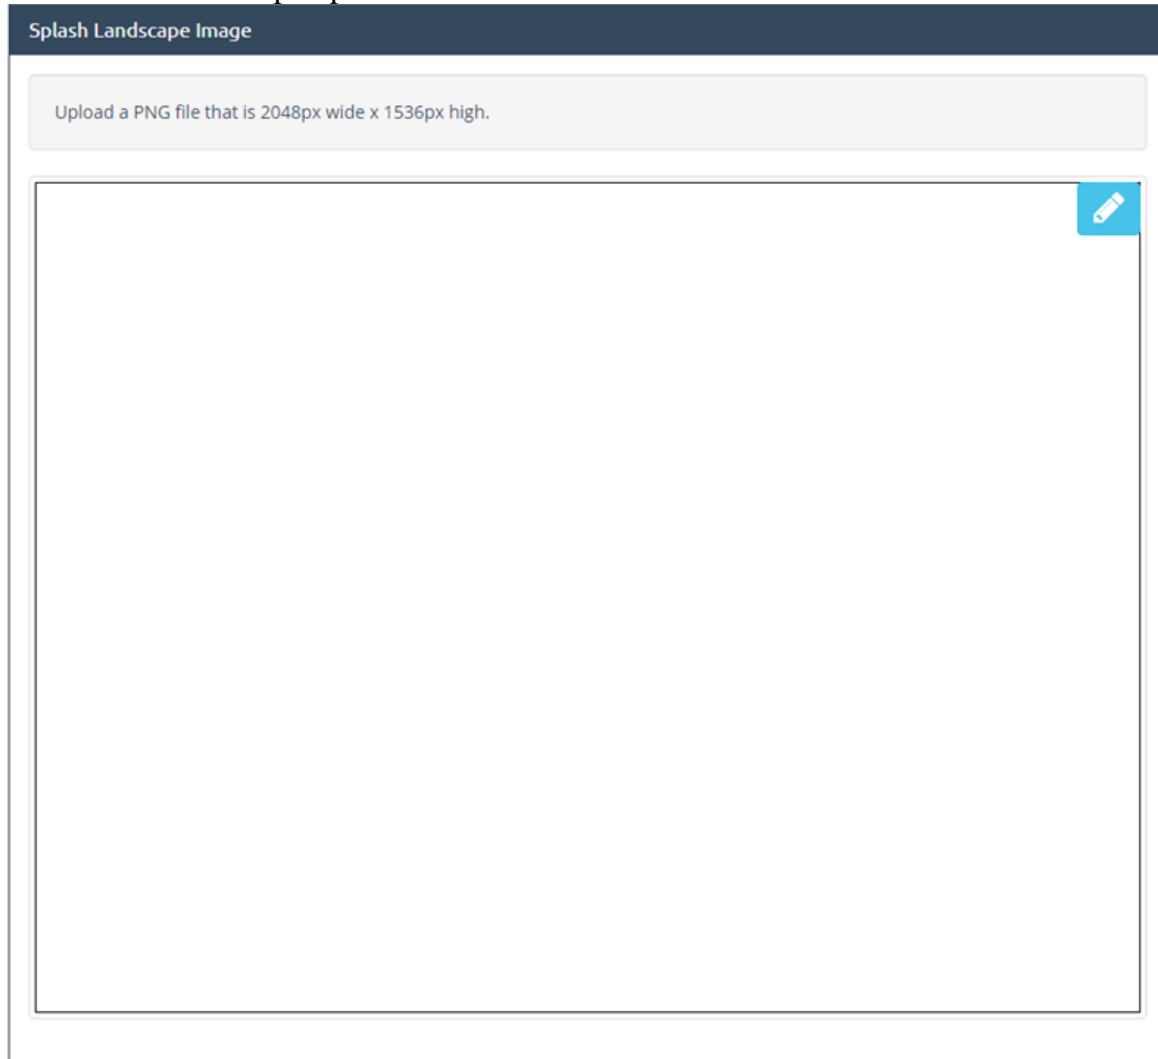 Splash Landscape Image
Upload a PNG file that is 2048px wide x 1536px high.